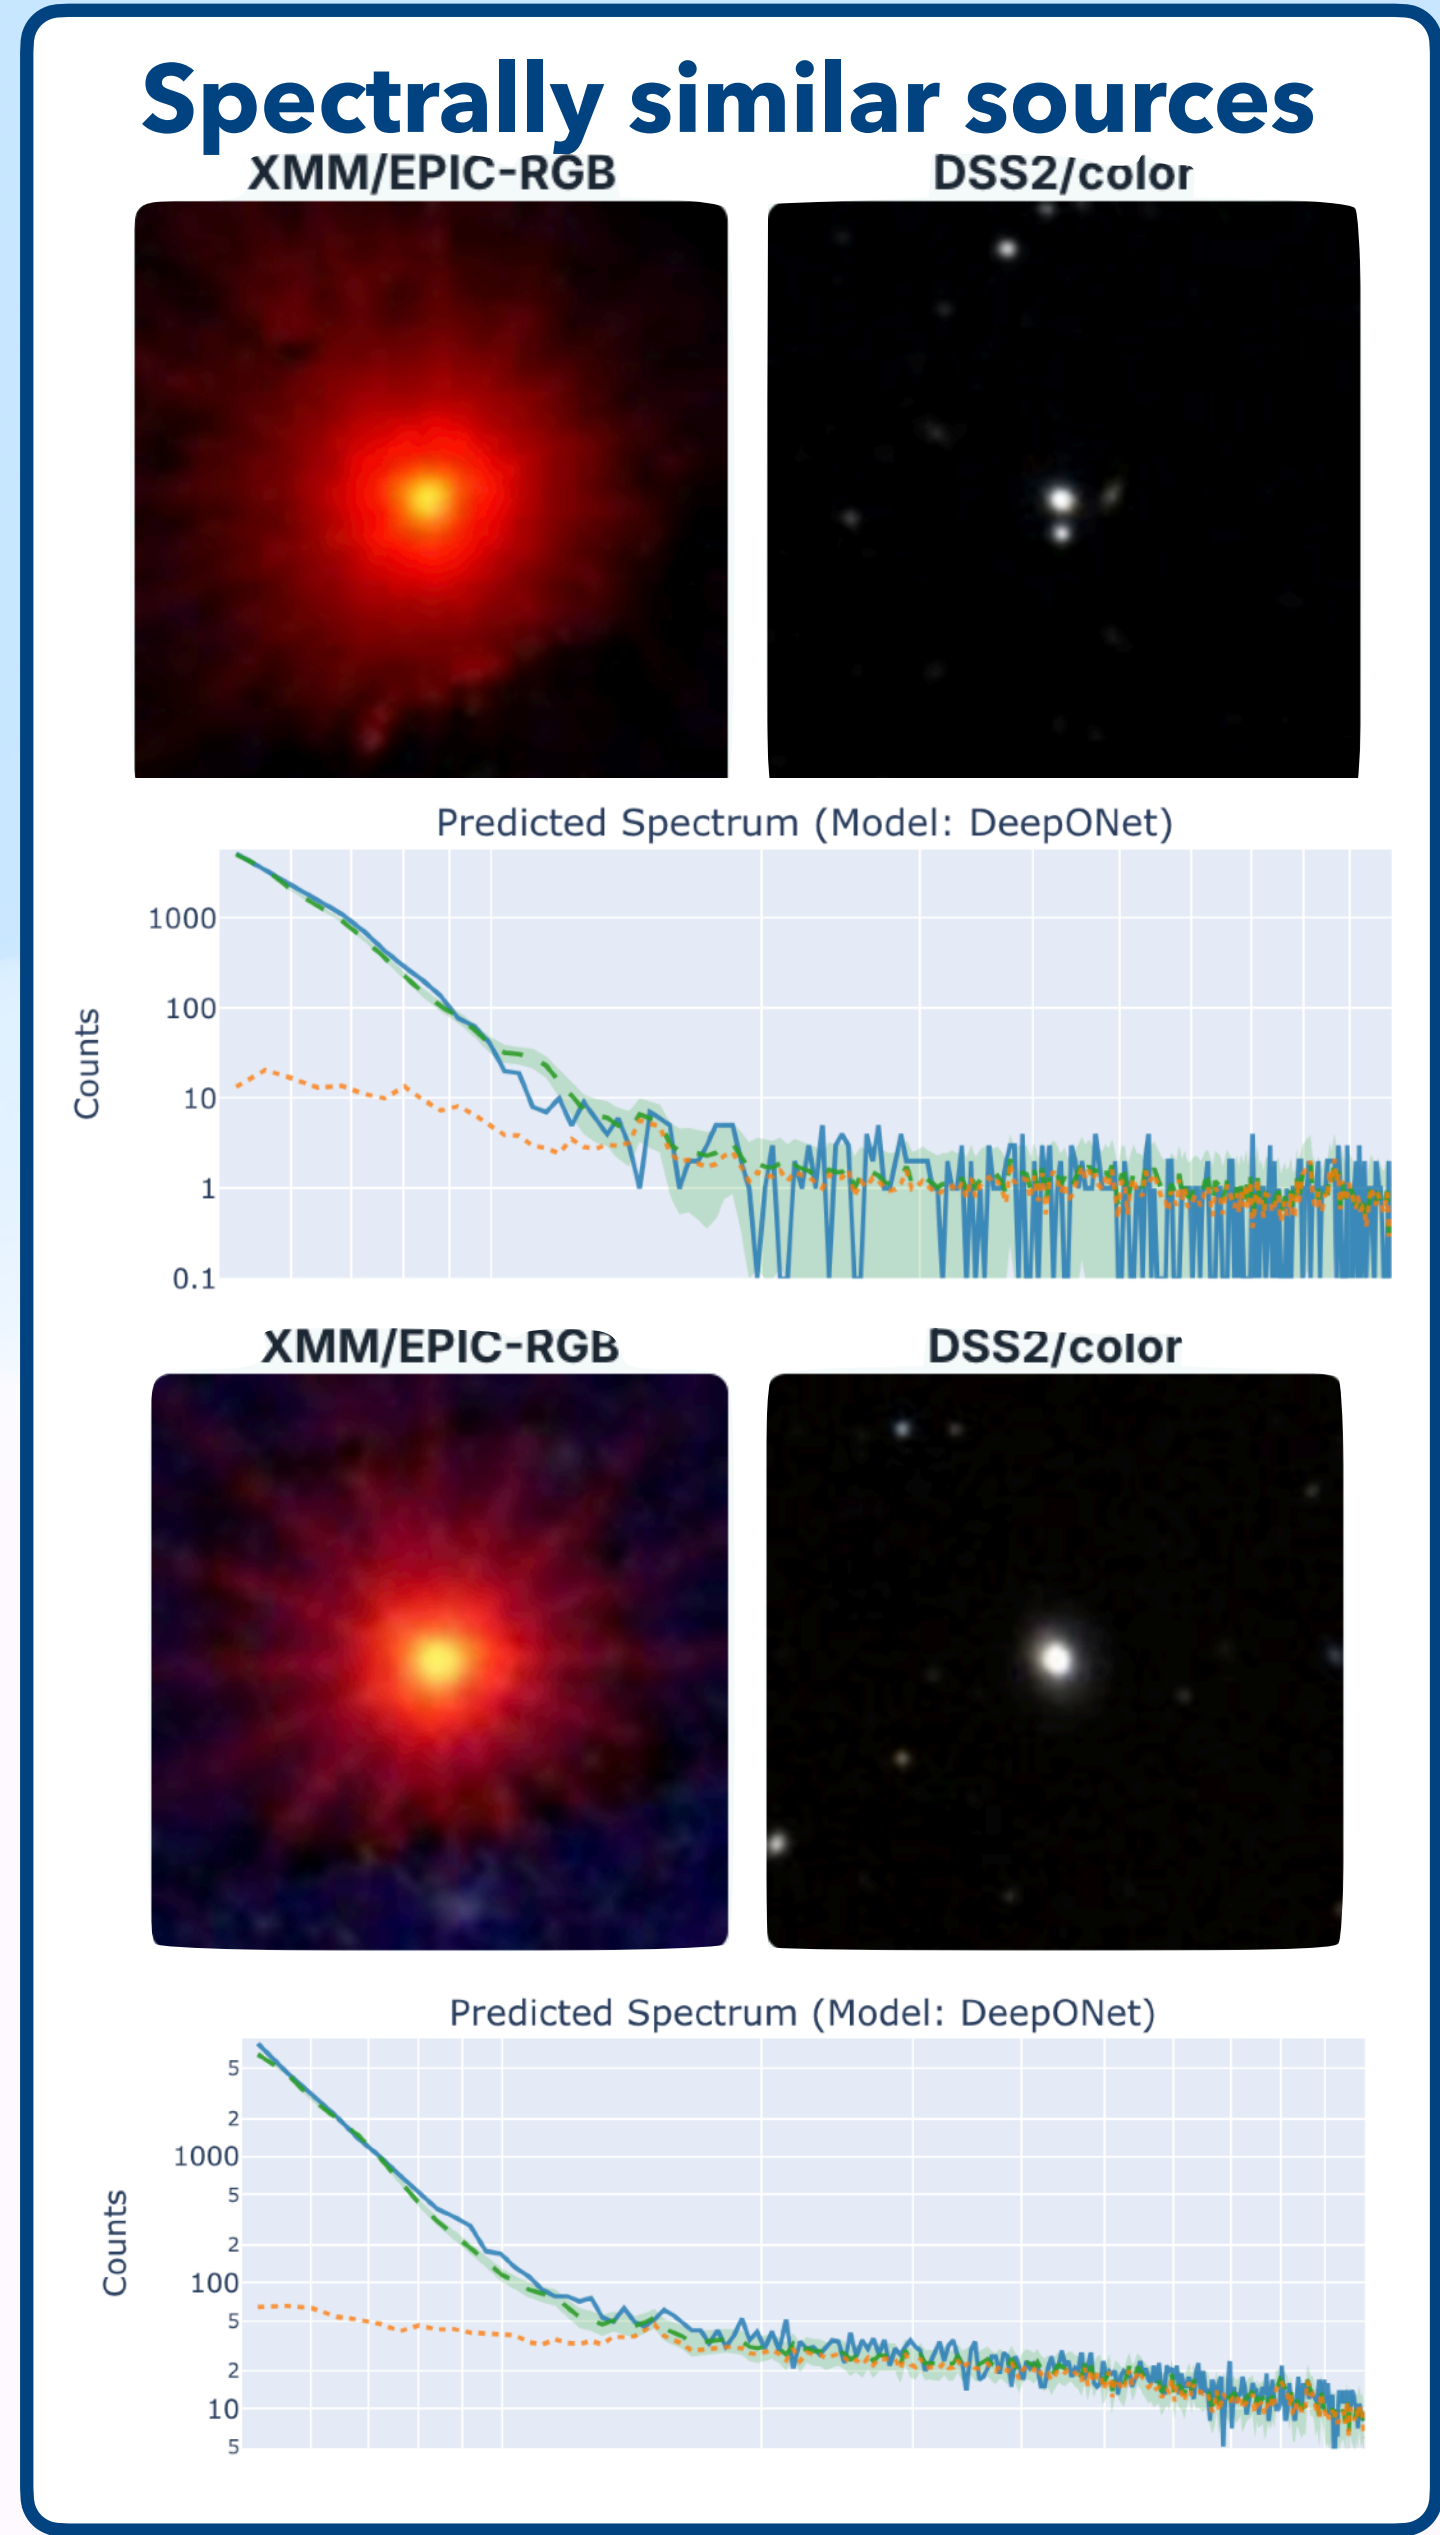 Spectrally similar sources
XMM/EPIC-RGB
DSS2/color
Predicted Spectrum (Model: DeepONet)
Counts
1000
100
10
1
0.1
XMM/EPIC-RGB
DSS2/color
Predicted Spectrum (Model: DeepONet)
Counts
5
2
1000
5
2
100
5
2
10
5